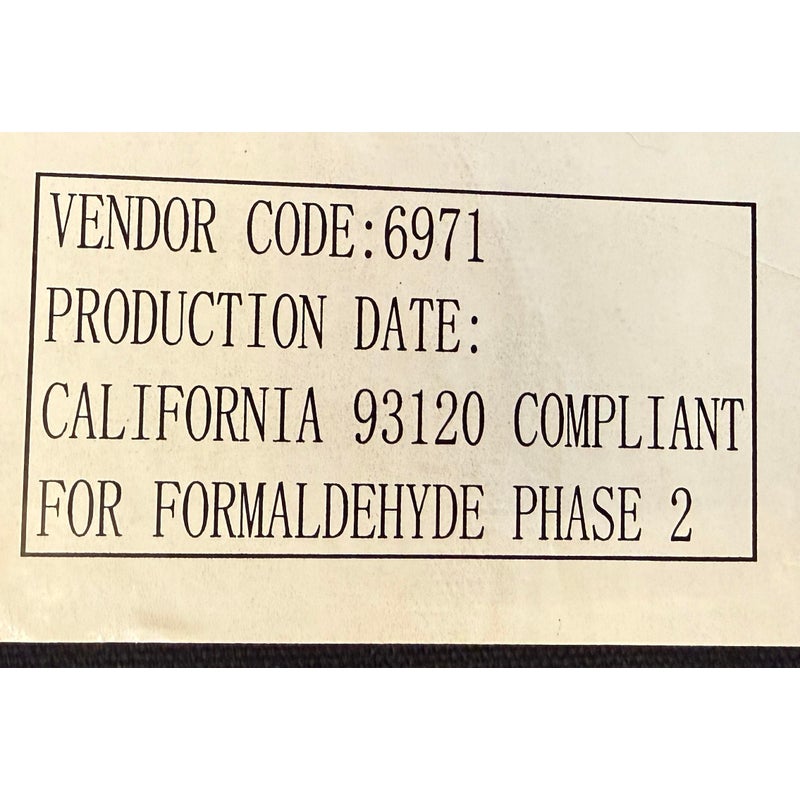 VENDOR CODE:6971
PRODUCTION DATE:
CALIFORNIA 93120 COMPLIANT
FOR FORMALDEHYDE PHASE 2